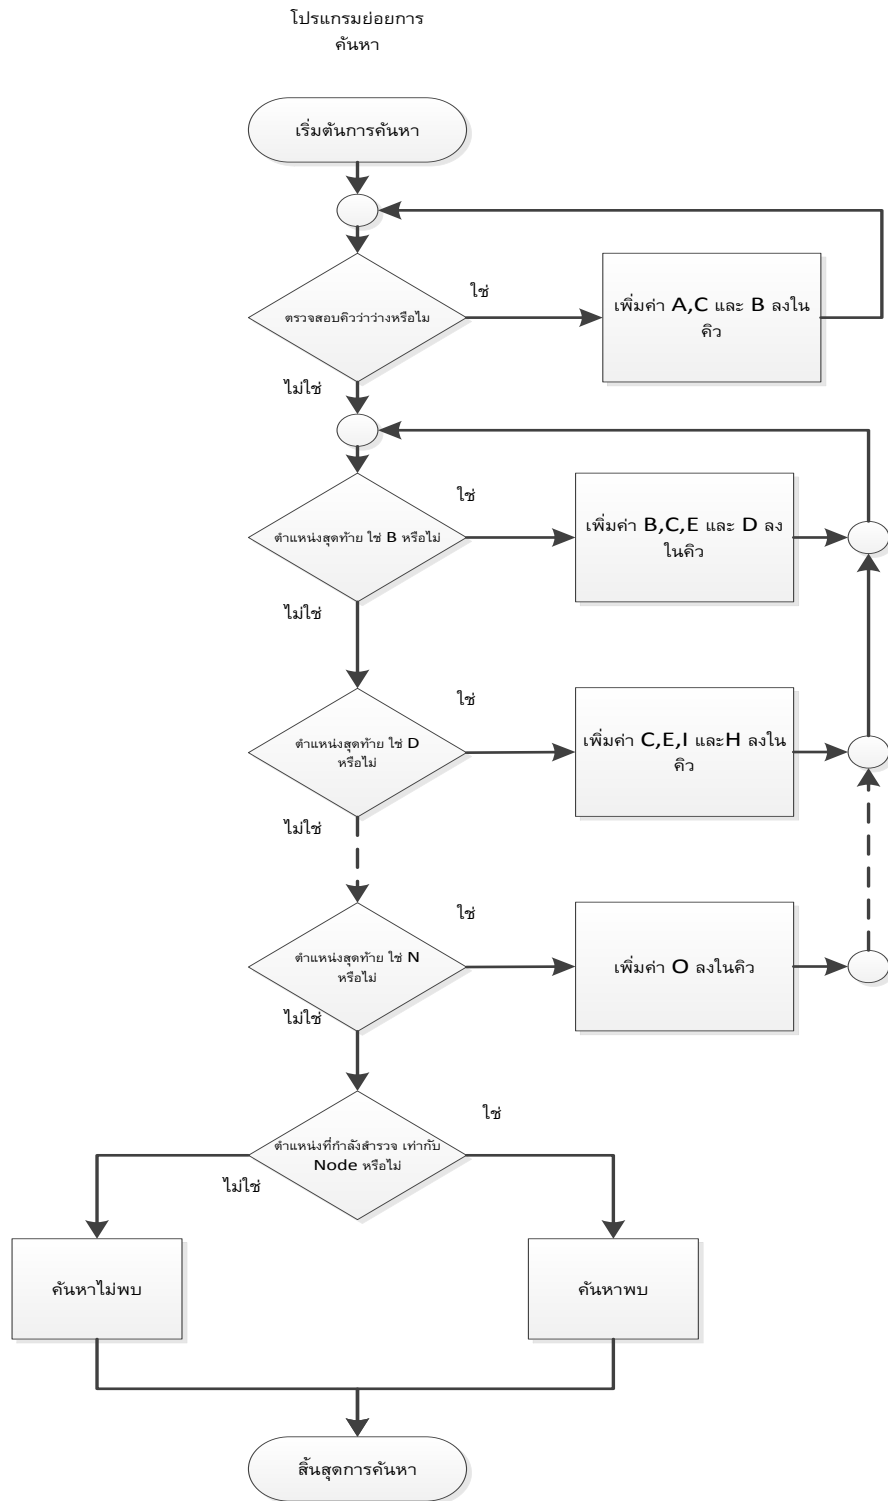 โปรแกรมย่อยการ
ค้นหา
เริ่มต้นการค้นหา
ตรวจสอบคิวว่าว่างหรือไม
ใช่
เพิ่มค่า A,C และ B ลงใน
คิว
ไม่ใช่
ตำแหน่งสุดท้าย ใช่ B หรือไม่
ใช่
เพิ่มค่า B,C,E และ D ลง
ในคิว
ไม่ใช่
ตำแหน่งสุดท้าย ใช่ D
หรือไม่
ใช่
เพิ่มค่า C,E,I และH ลงใน
คิว
ไม่ใช่
ตำแหน่งสุดท้าย ใช่ N
หรือไม่
ใช่
เพิ่มค่า O ลงในคิว
ไม่ใช่
ตำแหน่งที่กำลังสำรวจ เท่ากับ
Node หรือไม่
ใช่
ไม่ใช่
ค้นหาไม่พบ
ค้นหาพบ
สิ้นสุดการค้นหา